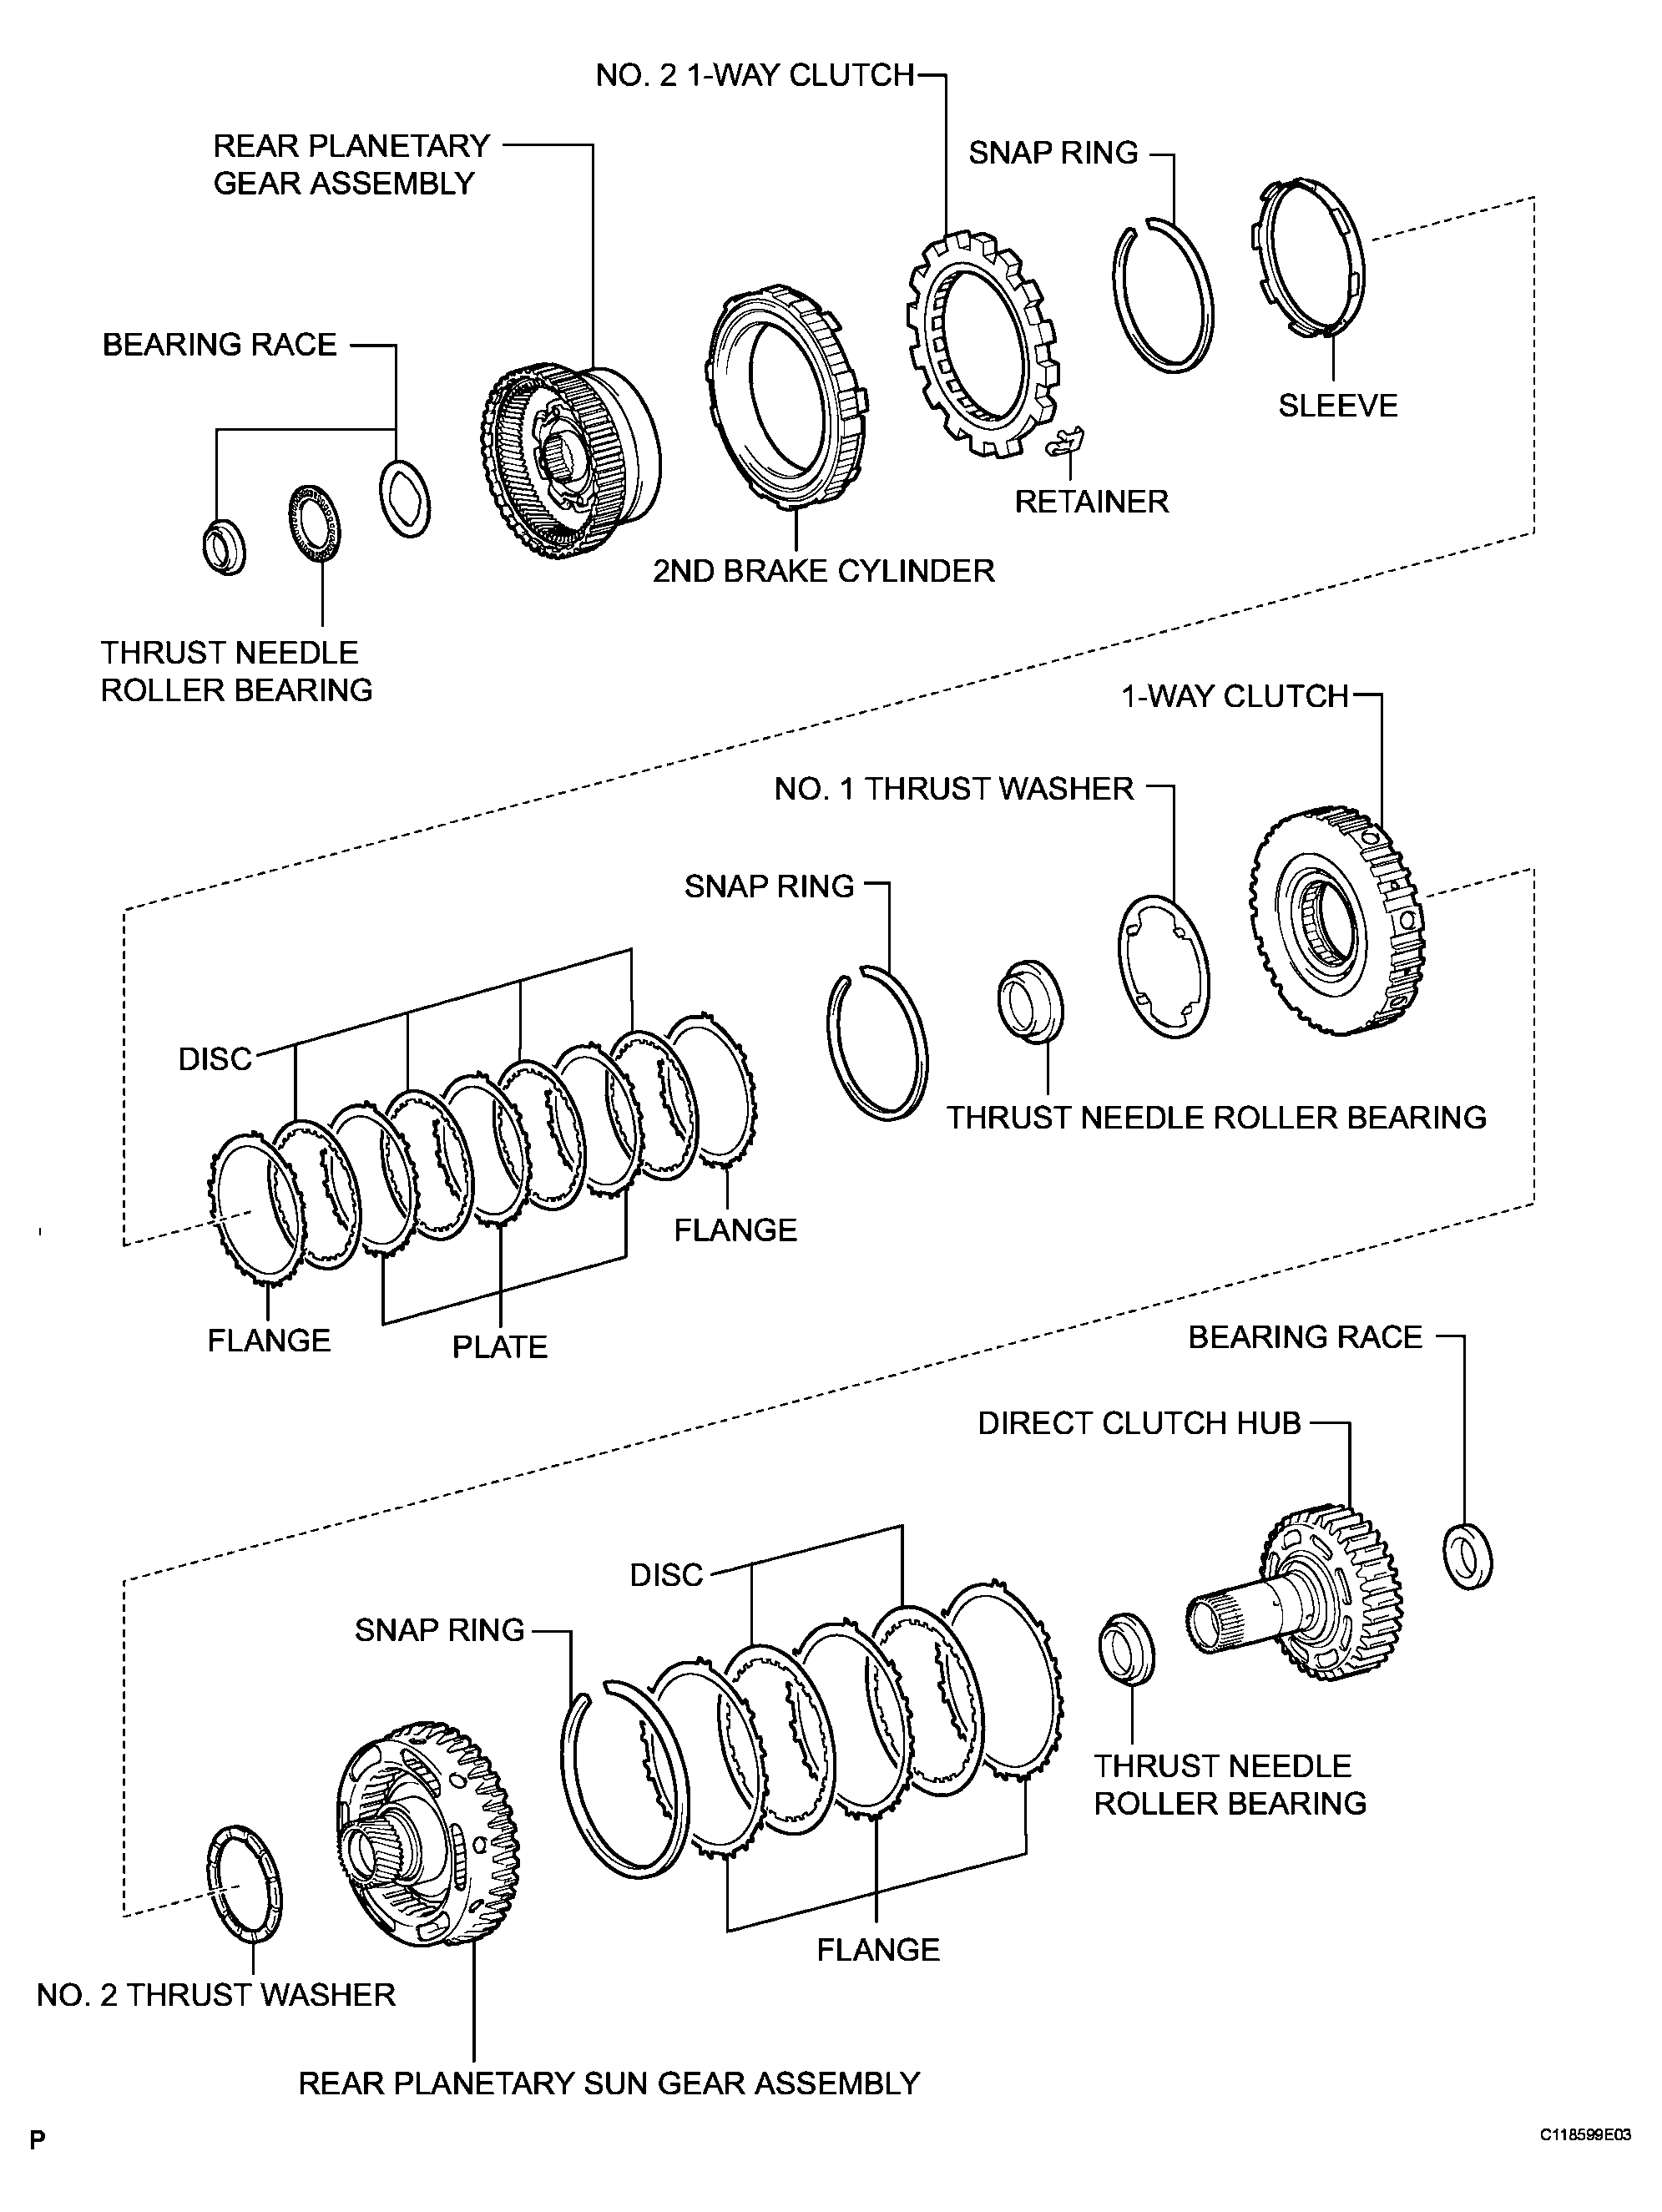 NO. 2 1-WAY CLUTCH
REAR PLANETARY
GEAR ASSEMBLY
SNAP RING
BEARING RACE
SLEEVE
RETAINER
2ND BRAKE CYLINDER
THRUST NEEDLE
ROLLER BEARING
1-WAY CLUTCH
NO. 1 THRUST WASHER
SNAP RING
DISC
THRUST NEEDLE ROLLER BEARING
FLANGE
FLANGE
PLATE
BEARING RACE
DIRECT CLUTCH HUB
DISC
SNAP RING
THRUST NEEDLE
ROLLER BEARING
FLANGE
NO. 2 THRUST WASHER
REAR PLANETARY SUN GEAR ASSEMBLY
P
C118599E03